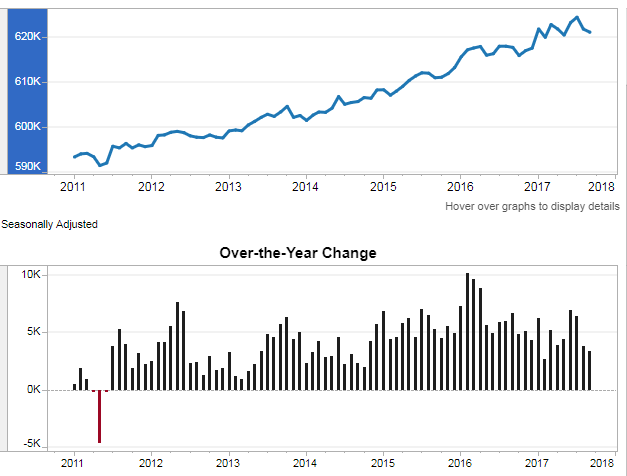 620K
610K
600K
590K
2011 2012 2013 2014 2015 2016 2017 2018
Hover over graphs to display details
Seasonally Adjusted
Over-the-Year Change
10K
5K
0K
-5K
2011 2012 2013 2014 2015 2016 2017 2018